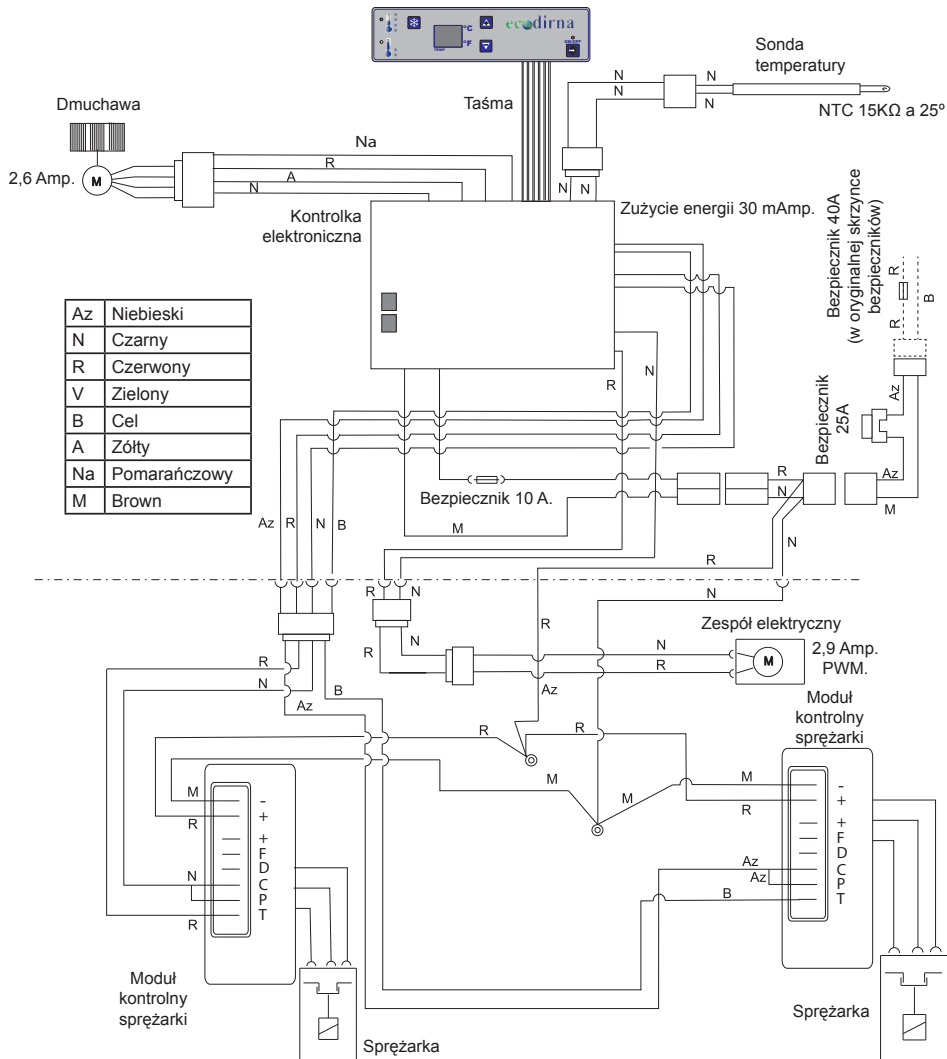 ecodirna
°C
°F
TEMP
ON/OFF
Sonda
temperatury
NTC 15KΩ a 25º
N
N
N
N
Taśma
Dmuchawa
2,6 Amp.
M
Na
R
A
N
N
N
Kontrolka
elektroniczna
Zużycie energii 30 mAmp.
Bezpiecznik 40A
(w oryginalnej skrzynce
bezpieczników)
R
R
B
Az Niebieski
N Czarny
R Czerwony
V Zielony
B Cel
A Zółty
Na Pomarańczowy
M Brown
R
N
Az
Bezpiecznik
25A
Az
M
R
N
Bezpiecznik 10 A.
M
Az
R
N
B
N
R
N
R
N
R
N
R
Zespół elektryczny
N
R
M
2,9 Amp.
PWM.
R
N
B
Az
Az
Moduł
kontrolny
sprężarki
R
R
M
M
M
R
-
+
+
F
D
C
P
T
N
R
M
R
-
+
+
F
D
C
P
T
Az
Az
B
Moduł
kontrolny
sprężarki
Sprężarka
Sprężarka